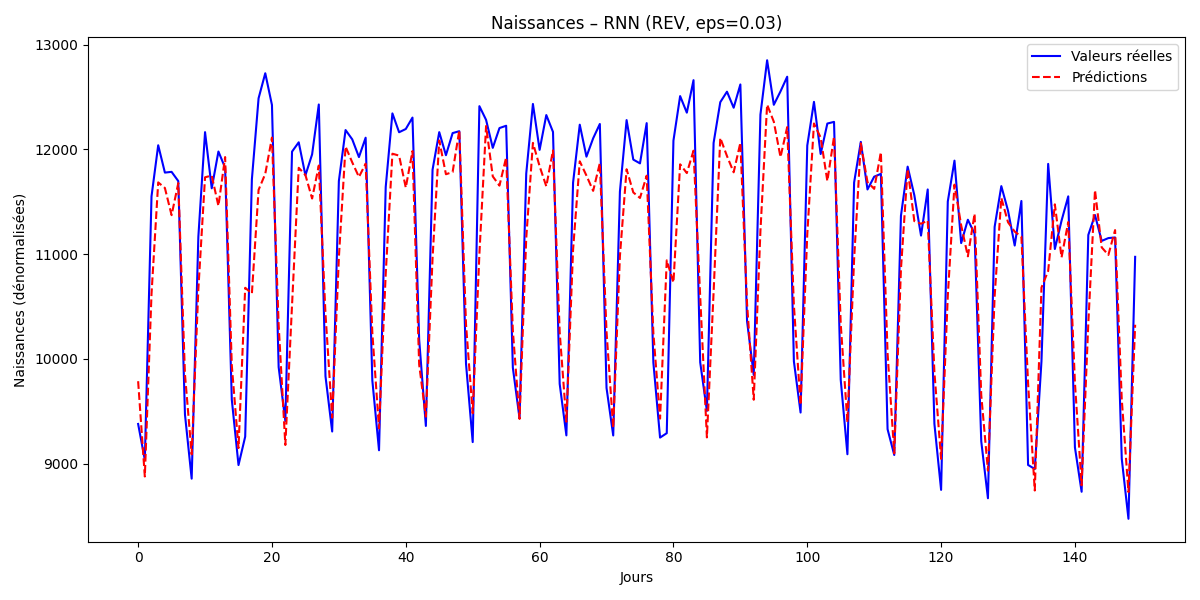 Naissances – RNN (REV, eps=0.03)
Valeurs réelles
Prédictions
Naissances (dénormalisées)
13000
12000
11000
10000
9000
0 20 40 60 80 100 120 140
Jours